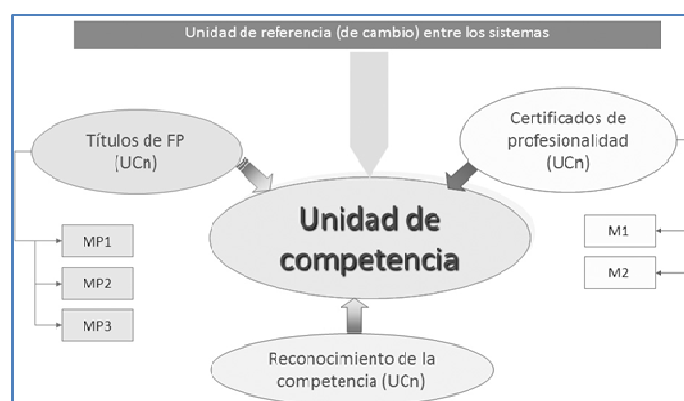 Unidad de referencia (de cambio) entre los sistemas
Títulos de FP
(UCn)
Certificados de
profesionalidad
(UCn)
Unidad de
competencia
MP1
MP2
MP3
M1
M2
Reconocimiento de la
competencia (UCn)